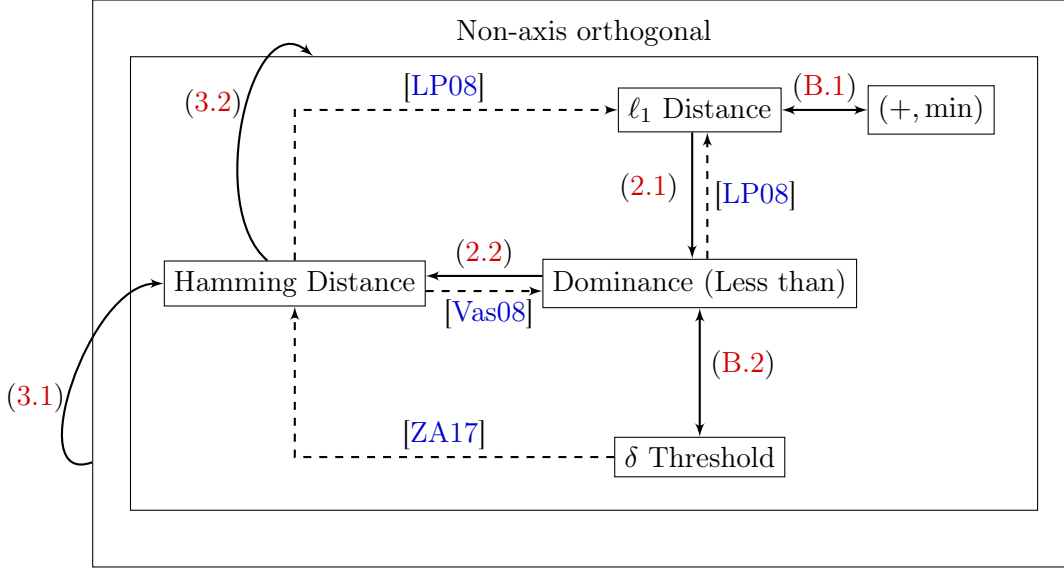 Non-axis orthogonal
[LP08]
(B.1)
(3.2)
ℓ₁ Distance
(+, min)
(2.1)
[LP08]
(2.2)
Hamming Distance
Dominance (Less than)
[Vas08]
(B.2)
(3.1)
[ZA17]
δ Threshold